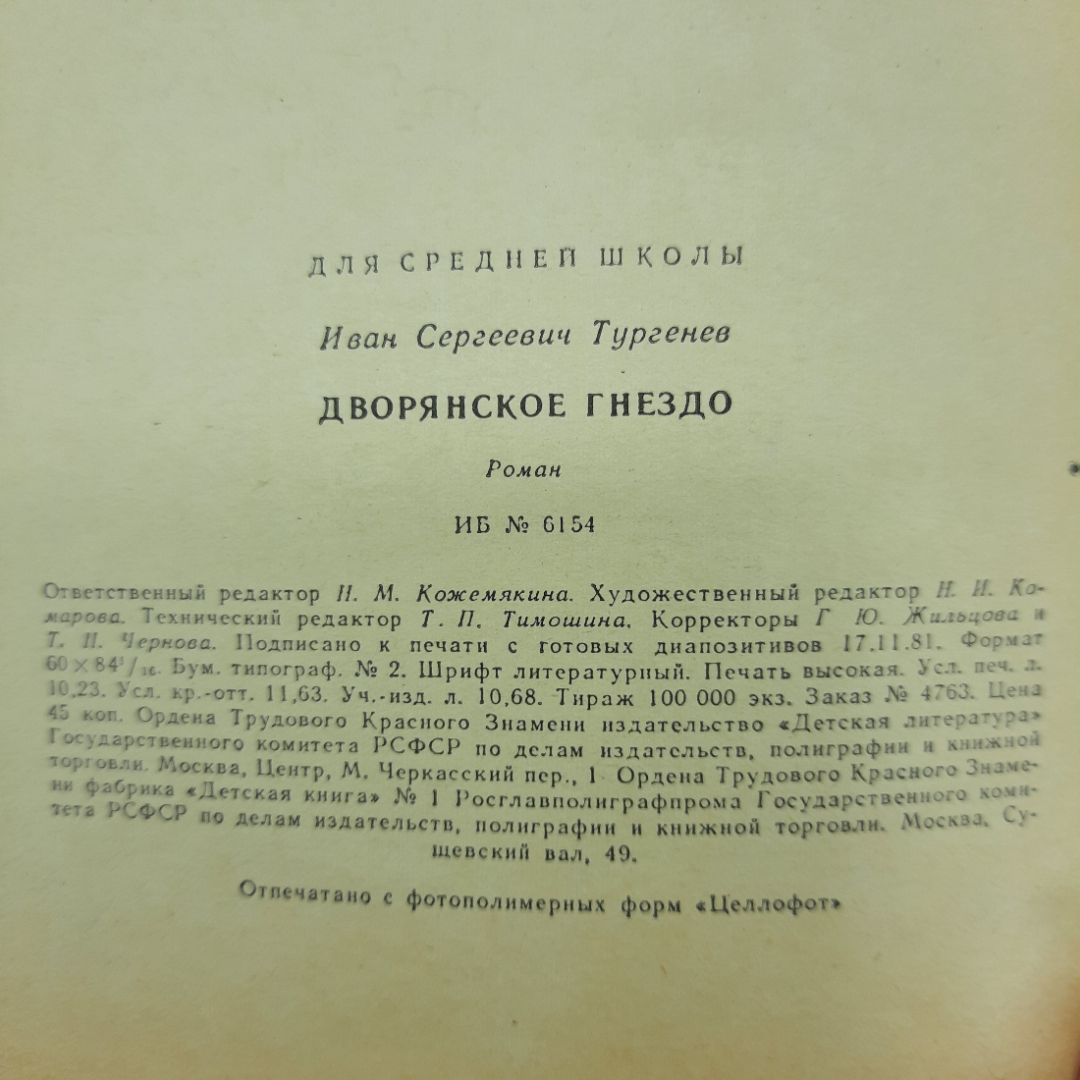 ДЛЯ СРЕДНЕЙ ШКОЛЫ
Иван Сергеевич Тургенев
ДВОРЯНСКОЕ ГНЕЗДО
Роман
ИБ № 6154
Ответственный редактор Н. М. Кожемякина. Художественный редактор Н. И. Ко-
марова. Технический редактор Т. П. Тимошина. Корректоры Г Ю. Жильцова и
Т. Н. Чернова. Подписано к печати с готовых диапозитивов 17.11.81. Формат
60×84¹/₁₆. Бум. типограф. № 2. Шрифт литературный. Печать высокая. Усл. печ. л.
10,23. Усл. кр.-отт. 11,63. Уч.-изд. л. 10,68. Тираж 100 000 экз. Заказ № 4763. Цена
45 коп. Ордена Трудового Красного Знамени издательство «Детская литература»
Государственного комитета РСФСР по делам издательств, полиграфии и книжной
торговли. Москва, Центр, М. Черкасский пер., 1 Ордена Трудового Красного Знаме-
ни фабрика «Детская книга» № 1 Росглавполиграфпрома Государственного коми-
тета РСФСР по делам издательств, полиграфии и книжной торговли. Москва, Су-
щевский вал, 49.
Отпечатано с фотополимерных форм «Целлофот»